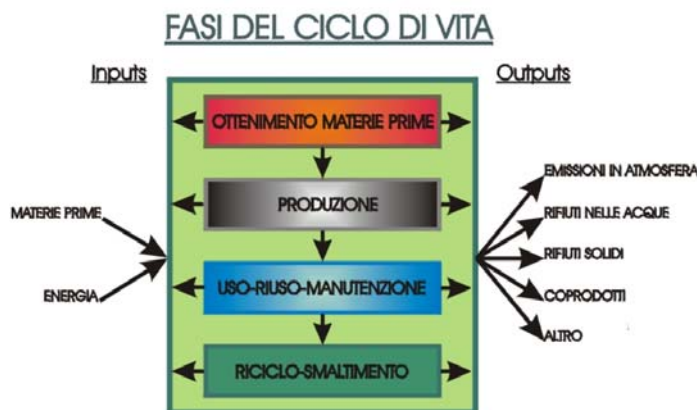 FASI DEL CICLO DI VITA
Inputs
Outputs
OTTENIMENTO MATERIE PRIME
PRODUZIONE
USO-RIUSO-MANUTENZIONE
RICICLO-SMALTIMENTO
MATERIE PRIME
ENERGIA
EMISSIONI IN ATMOSFERA
RIFIUTI NELLE ACQUE
RIFIUTI SOLIDI
COPRODOTTI
ALTRO